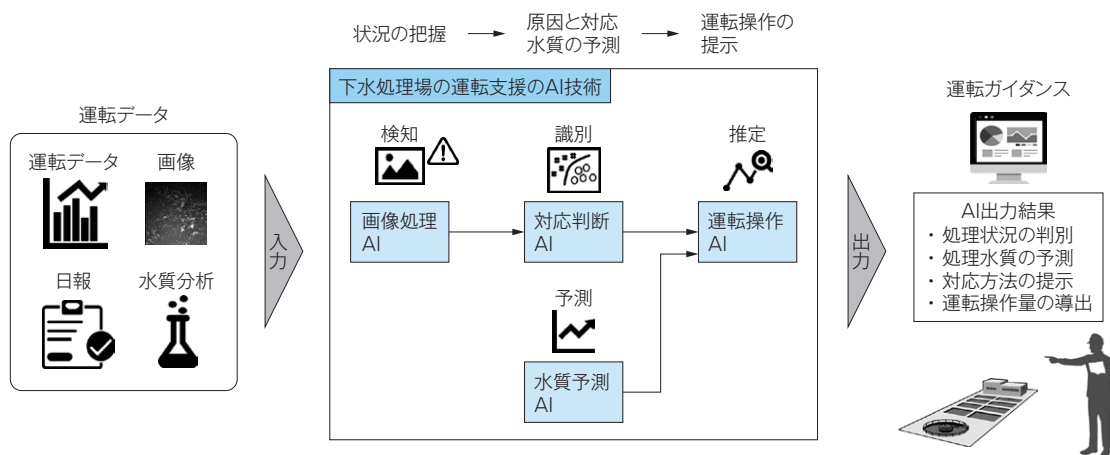 状況の把握
原因と対応
水質の予測
運転操作の
提示
下水処理場の運転支援のAI技術
運転データ
運転データ
画像
日報
水質分析
入力
検知
画像処理
AI
識別
対応判断
AI
推定
運転操作
AI
予測
水質予測
AI
出力
運転ガイダンス
AI出力結果
・処理状況の判別
・処理水質の予測
・対応方法の提示
・運転操作量の導出